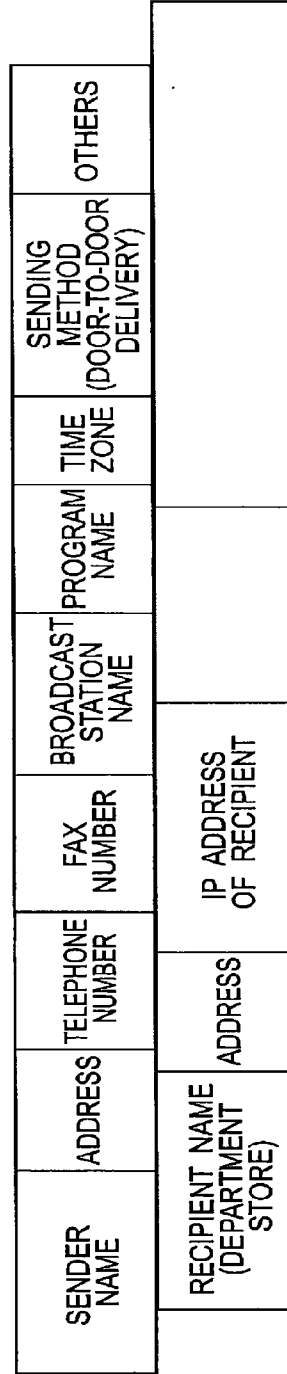 SENDER
NAME
ADDRESS
TELEPHONE
NUMBER
FAX
NUMBER
BROADCAST
STATION
NAME
PROGRAM
NAME
TIME
ZONE
SENDING
METHOD
(DOOR-TO-DOOR
DELIVERY)
OTHERS
RECIPIENT NAME
(DEPARTMENT
STORE)
ADDRESS
IP ADDRESS
OF RECIPIENT